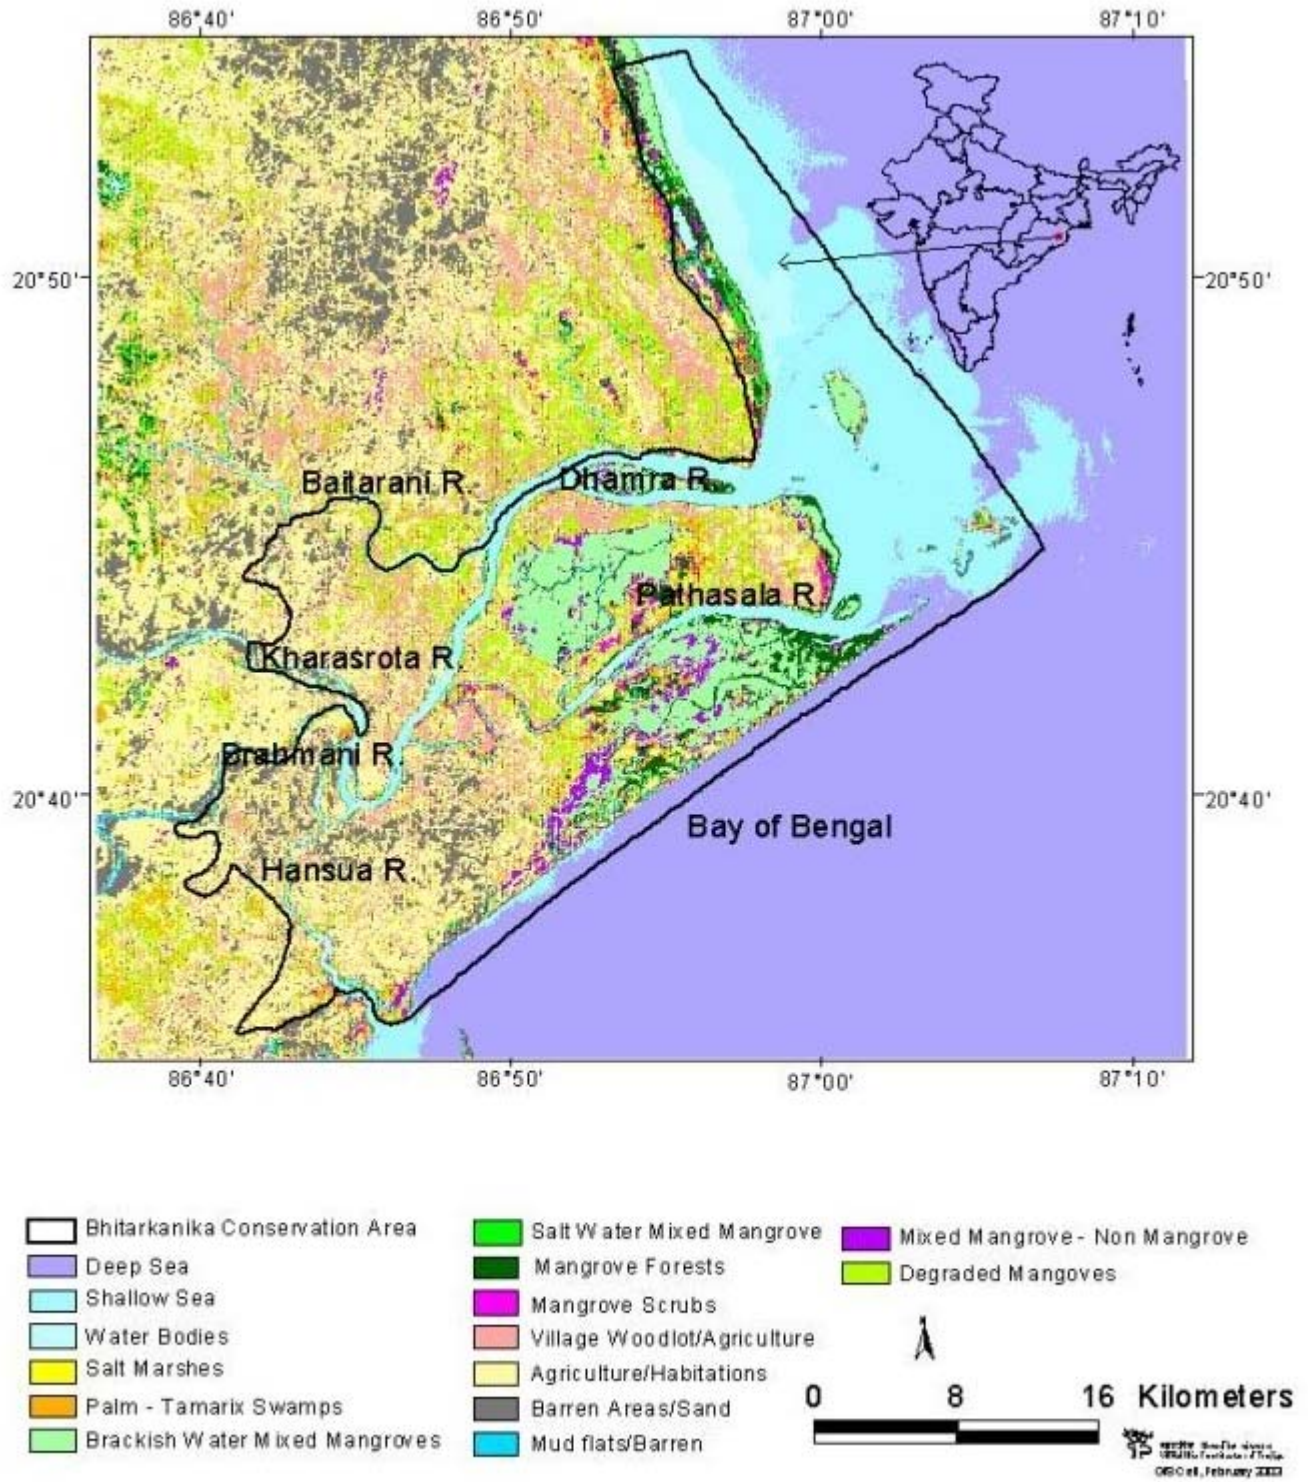 86°40' 86°50' 87°00' 87°10'
20°50' 20°50'
Baitarani R. Dhamra R.
Pathasala R.
Kharasrota R.
Brahmani R.
20°40' 20°40'
Bay of Bengal
Hansua R.
86°40' 86°50' 87°00' 87°10'
Bhitarkanika Conservation Area
Deep Sea
Shallow Sea
Water Bodies
Salt Marshes
Palm - Tamarix Swamps
Brackish Water Mixed Mangroves
Salt Water Mixed Mangrove
Mangrove Forests
Mangrove Scrubs
Village Woodlot/Agriculture
Agriculture/Habitations
Barren Areas/Sand
Mud flats/Barren
Mixed Mangrove - Non Mangrove
Degraded Mangoves
N
0 8 16 Kilometers